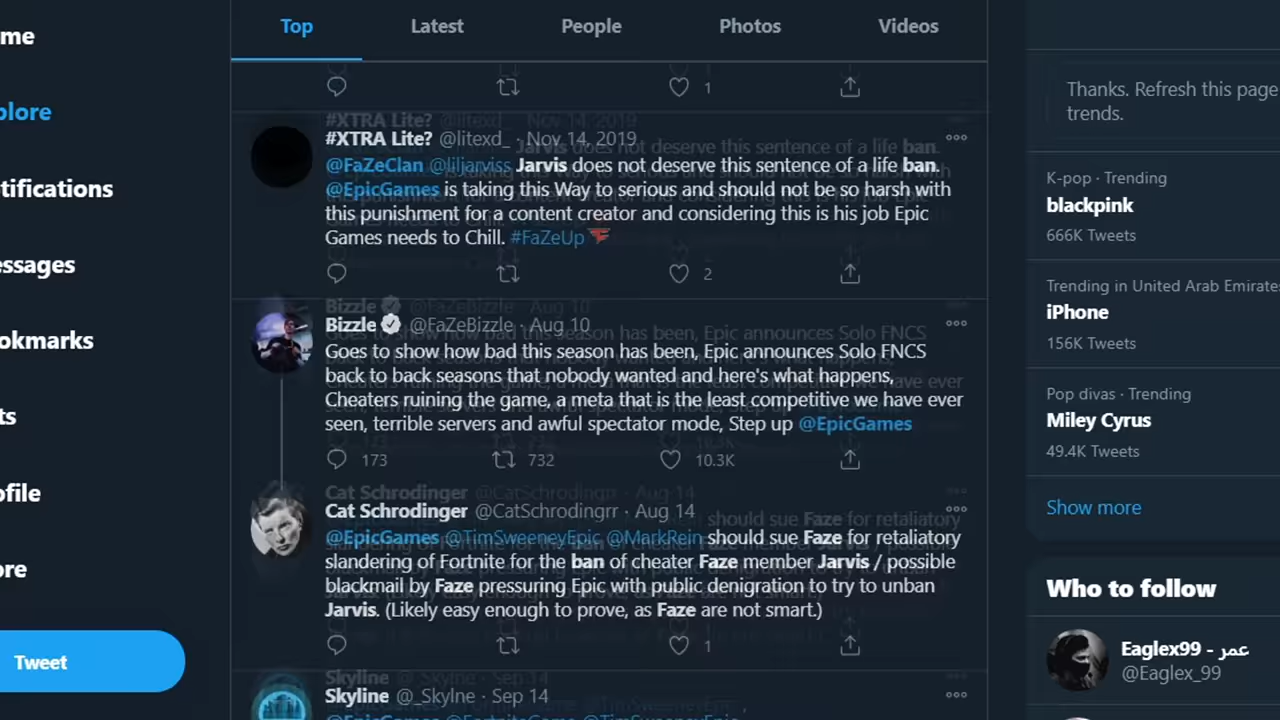 me
plore
tifications
essages
okmarks
ts
ofile
ore
Tweet
Top
Latest
People
Photos
Videos
1
#XTRA Lite? @litexd_ · Nov 14, 2019
@FaZeClan @liljarviss Jarvis does not deserve this sentence of a life ban.
@EpicGames is taking this Way to serious and should not be so harsh with
this punishment for a content creator and considering this is his job Epic
Games needs to Chill. #FaZeUp
2
Bizzle @FaZeBizzle · Aug 10
Goes to show how bad this season has been, Epic announces Solo FNCS
back to back seasons that nobody wanted and here's what happens,
Cheaters ruining the game, a meta that is the least competitive we have ever
seen, terrible servers and awful spectator mode, Step up @EpicGames
173
732
10.3K
Cat Schrodinger @CatSchrodingrr · Aug 14
@EpicGames @TimSweeneyEpic @MarkRein should sue Faze for retaliatory
slandering of Fortnite for the ban of cheater Faze member Jarvis / possible
blackmail by Faze pressuring Epic with public denigration to try to unban
Jarvis. (Likely easy enough to prove, as Faze are not smart.)
1
Skyline @_Skylne · Sep 14
@EpicGames @FortniteGame @TimSweeneyEpic
Thanks. Refresh this page
trends.
K-pop · Trending
blackpink
666K Tweets
Trending in United Arab Emirates
iPhone
156K Tweets
Pop divas · Trending
Miley Cyrus
49.4K Tweets
Show more
Who to follow
Eaglex99 - عمر
@Eaglex_99